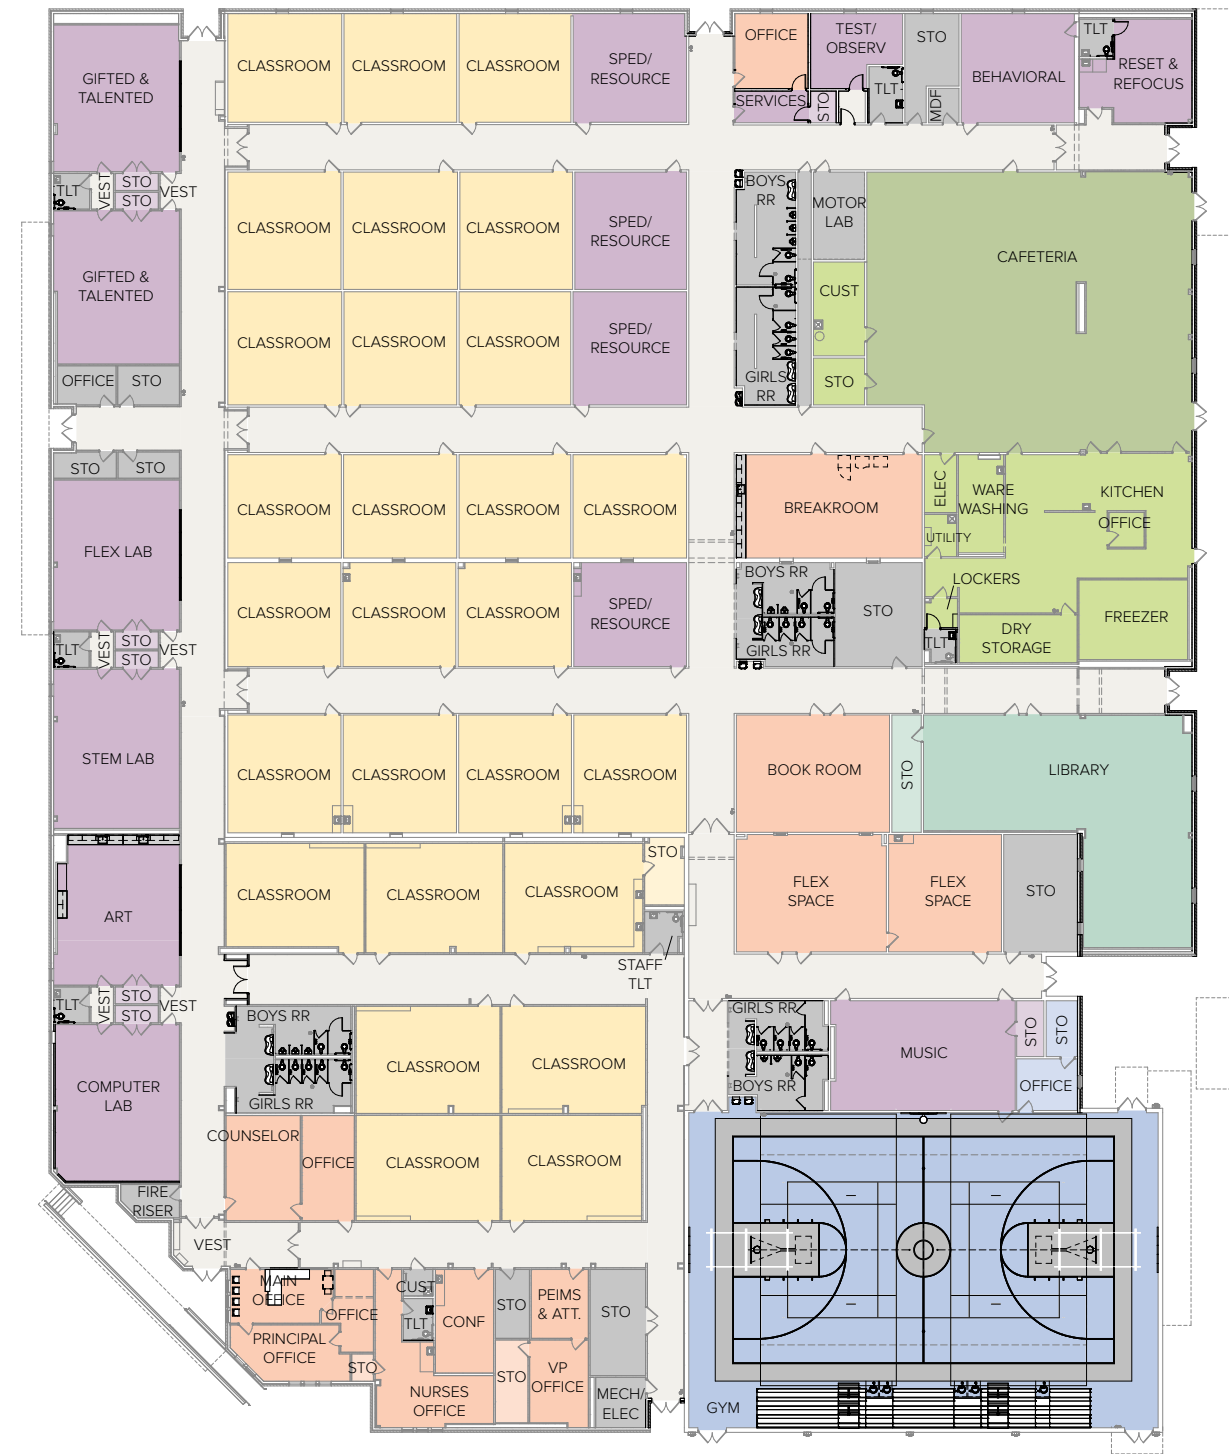 GIFTED &
TALENTED
CLASSROOM
CLASSROOM
CLASSROOM
SPED/
RESOURCE
OFFICE
TEST/
OBSERV
STO
BEHAVIORAL
TLT
RESET &
REFOCUS
SERVICES
STO
TLT
MDF
TLT
VEST
STO
STO
VEST
GIFTED &
TALENTED
OFFICE
STO
CLASSROOM
CLASSROOM
CLASSROOM
SPED/
RESOURCE
BOYS
RR
MOTOR
LAB
CAFETERIA
CUST
STO
GIRLS
RR
CLASSROOM
CLASSROOM
CLASSROOM
SPED/
RESOURCE
STO
STO
FLEX LAB
CLASSROOM
CLASSROOM
CLASSROOM
CLASSROOM
BREAKROOM
ELEC
WARE
WASHING
KITCHEN
OFFICE
UTILITY
LOCKERS
TLT
DRY
STORAGE
FREEZER
CLASSROOM
CLASSROOM
CLASSROOM
SPED/
RESOURCE
BOYS RR
GIRLS RR
STO
TLT
VEST
STO
STO
VEST
STEM LAB
CLASSROOM
CLASSROOM
CLASSROOM
CLASSROOM
BOOK ROOM
STO
LIBRARY
ART
CLASSROOM
CLASSROOM
CLASSROOM
STO
STAFF
TLT
FLEX
SPACE
FLEX
SPACE
STO
TLT
VEST
STO
STO
VEST
COMPUTER
LAB
BOYS RR
GIRLS RR
CLASSROOM
CLASSROOM
GIRLS RR
BOYS RR
MUSIC
STO
STO
OFFICE
COUNSELOR
OFFICE
CLASSROOM
CLASSROOM
FIRE
RISER
VEST
MAIN
OFFICE
OFFICE
PRINCIPAL
OFFICE
STO
CUST
TLT
CONF
NURSES
OFFICE
STO
STO
PEIMS
& ATT.
VP
OFFICE
STO
MECH/
ELEC
GYM